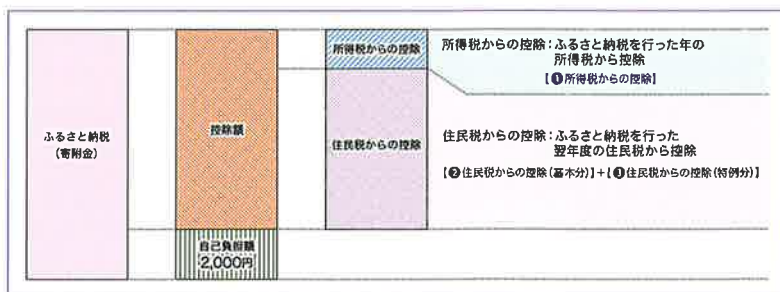 ふるさと納税
(寄附金)
控除額
自己負担額
2,000円
所得税からの控除
住民税からの控除
所得税からの控除:ふるさと納税を行った年の
所得税から控除
【❶所得税からの控除】
住民税からの控除:ふるさと納税を行った
翌年度の住民税から控除
【❷住民税からの控除(基本分)】+【❸住民税からの控除(特例分)】